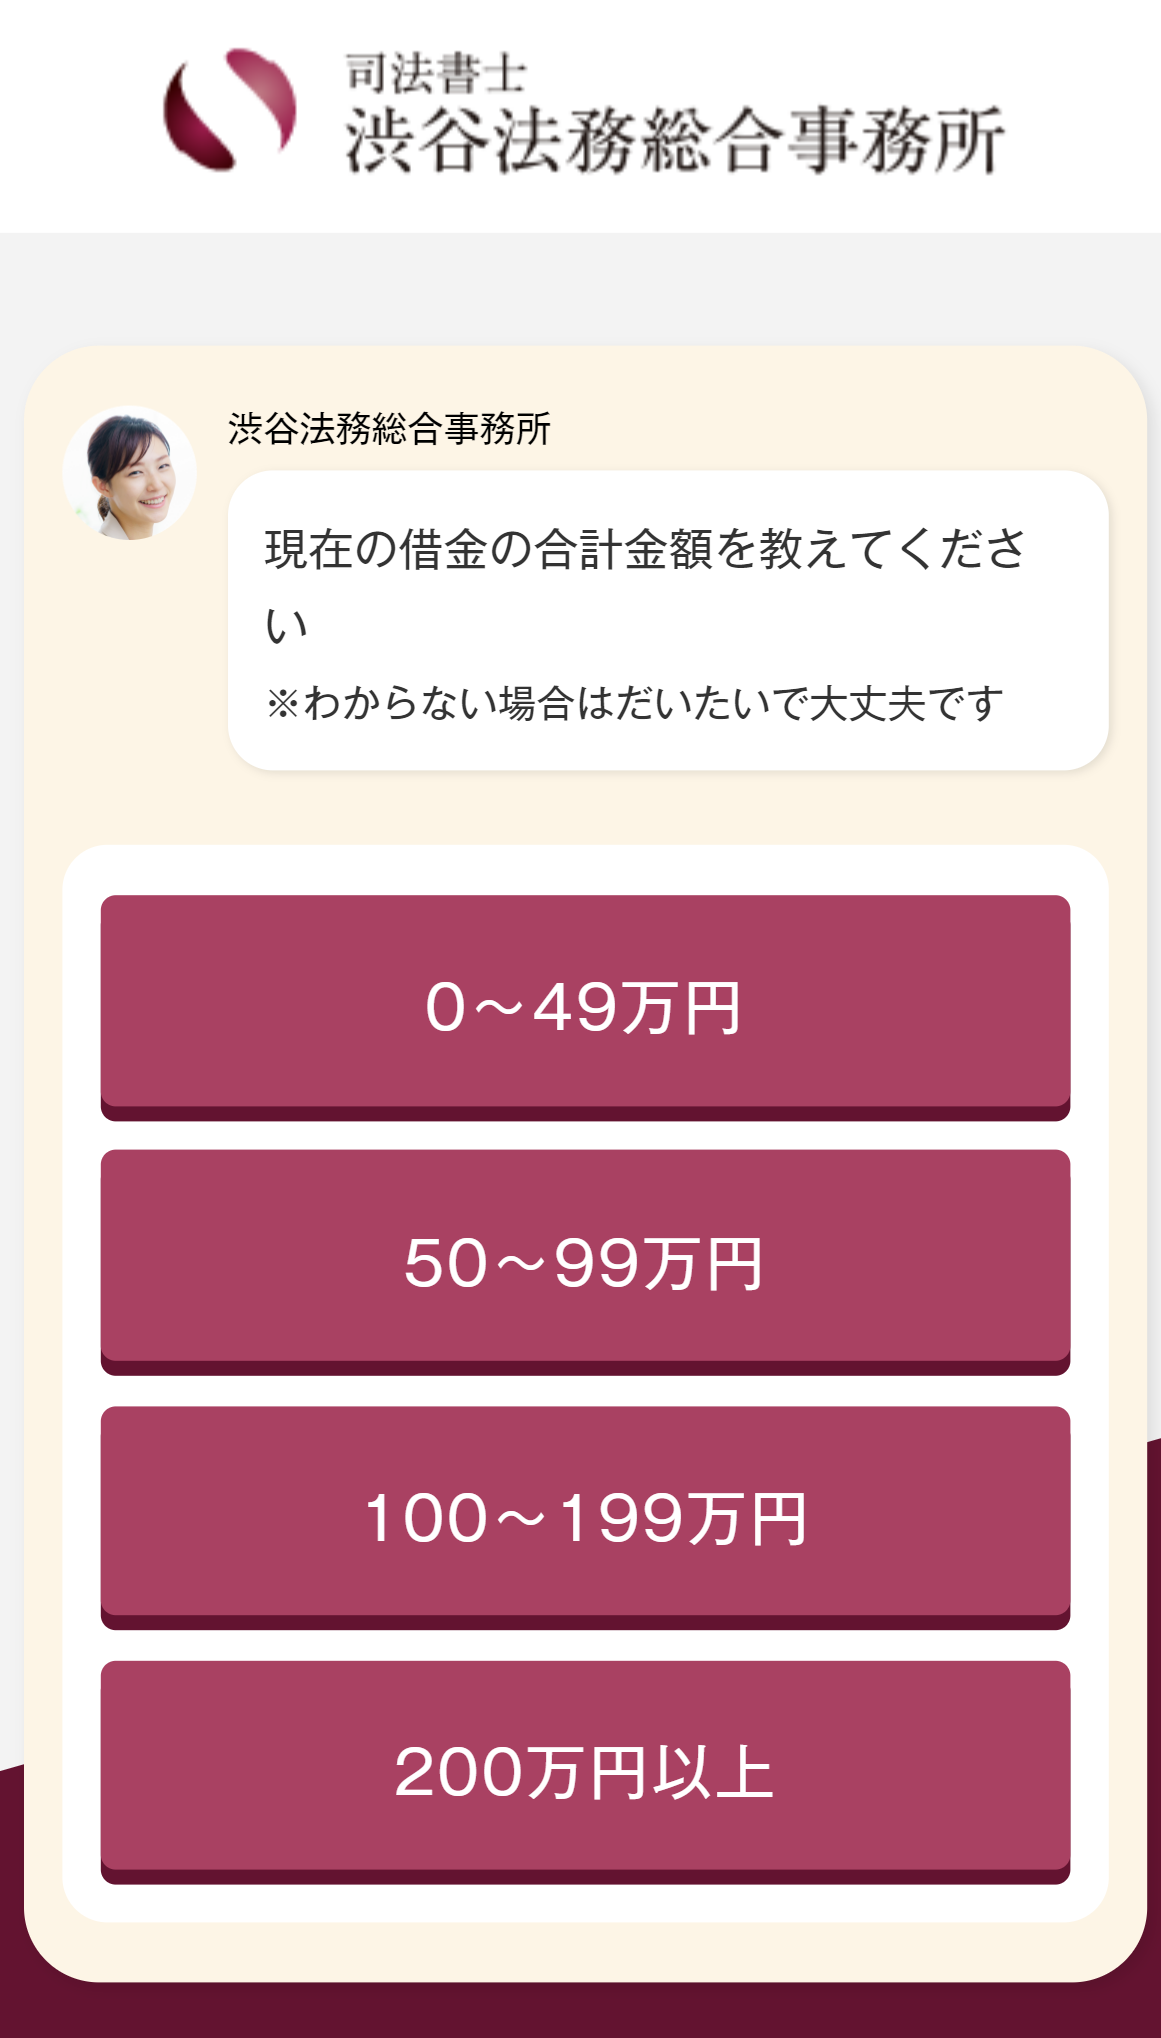 司法書士
渋谷法務総合事務所
渋谷法務総合事務所
現在の借金の合計金額を教えてくださ
い
※わからない場合はだいたいで大丈夫です
0〜49万円
50〜99万円
100〜199万円
200万円以上